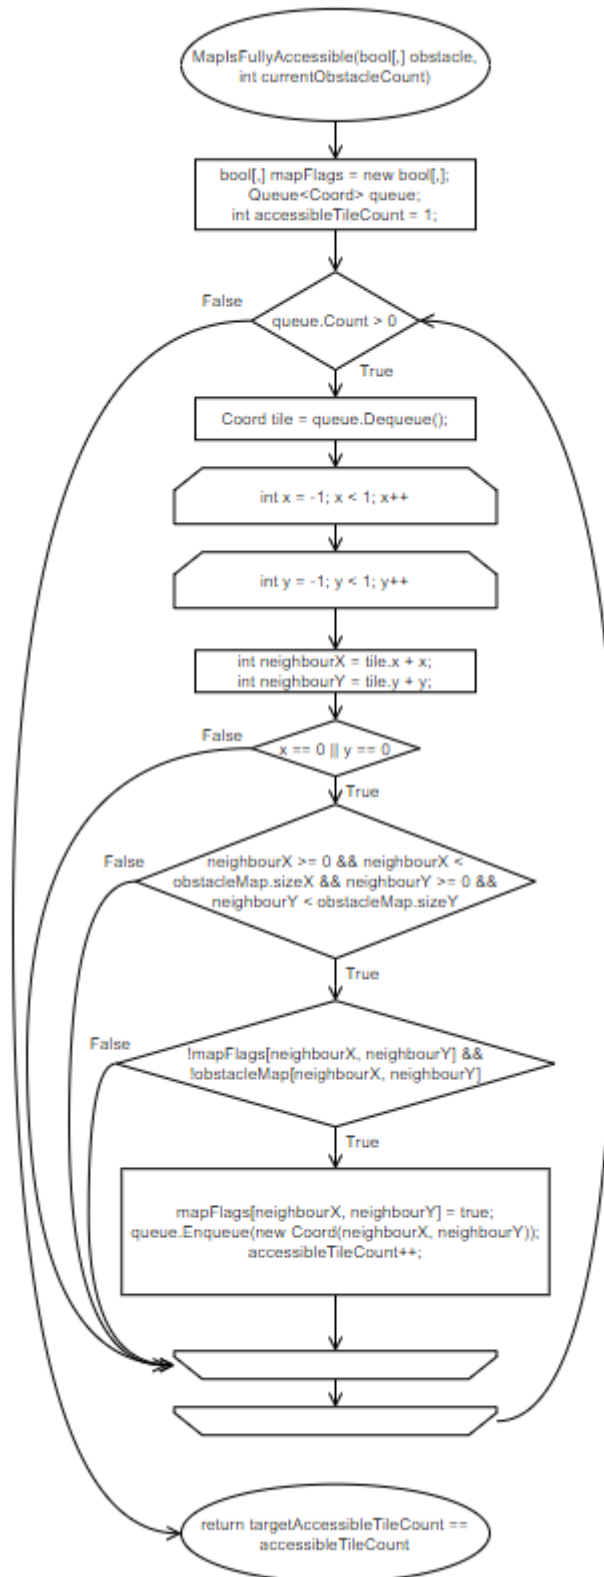 MapIsFullyAccessible(bool[,] obstacle,
int currentObstacleCount)
bool[,] mapFlags = new bool[,];
Queue<Coord> queue;
int accessibleTileCount = 1;
False
queue.Count > 0
True
Coord tile = queue.Dequeue();
int x = -1; x < 1; x++
int y = -1; y < 1; y++
int neighbourX = tile.x + x;
int neighbourY = tile.y + y;
False
x == 0 || y == 0
True
False
neighbourX >= 0 && neighbourX <
obstacleMap.sizeX && neighbourY >= 0 &&
neighbourY < obstacleMap.sizeY
True
False
!mapFlags[neighbourX, neighbourY] &&
!obstacleMap[neighbourX, neighbourY]
True
mapFlags[neighbourX, neighbourY] = true;
queue.Enqueue(new Coord(neighbourX, neighbourY));
accessibleTileCount++;
return targetAccessibleTileCount ==
accessibleTileCount